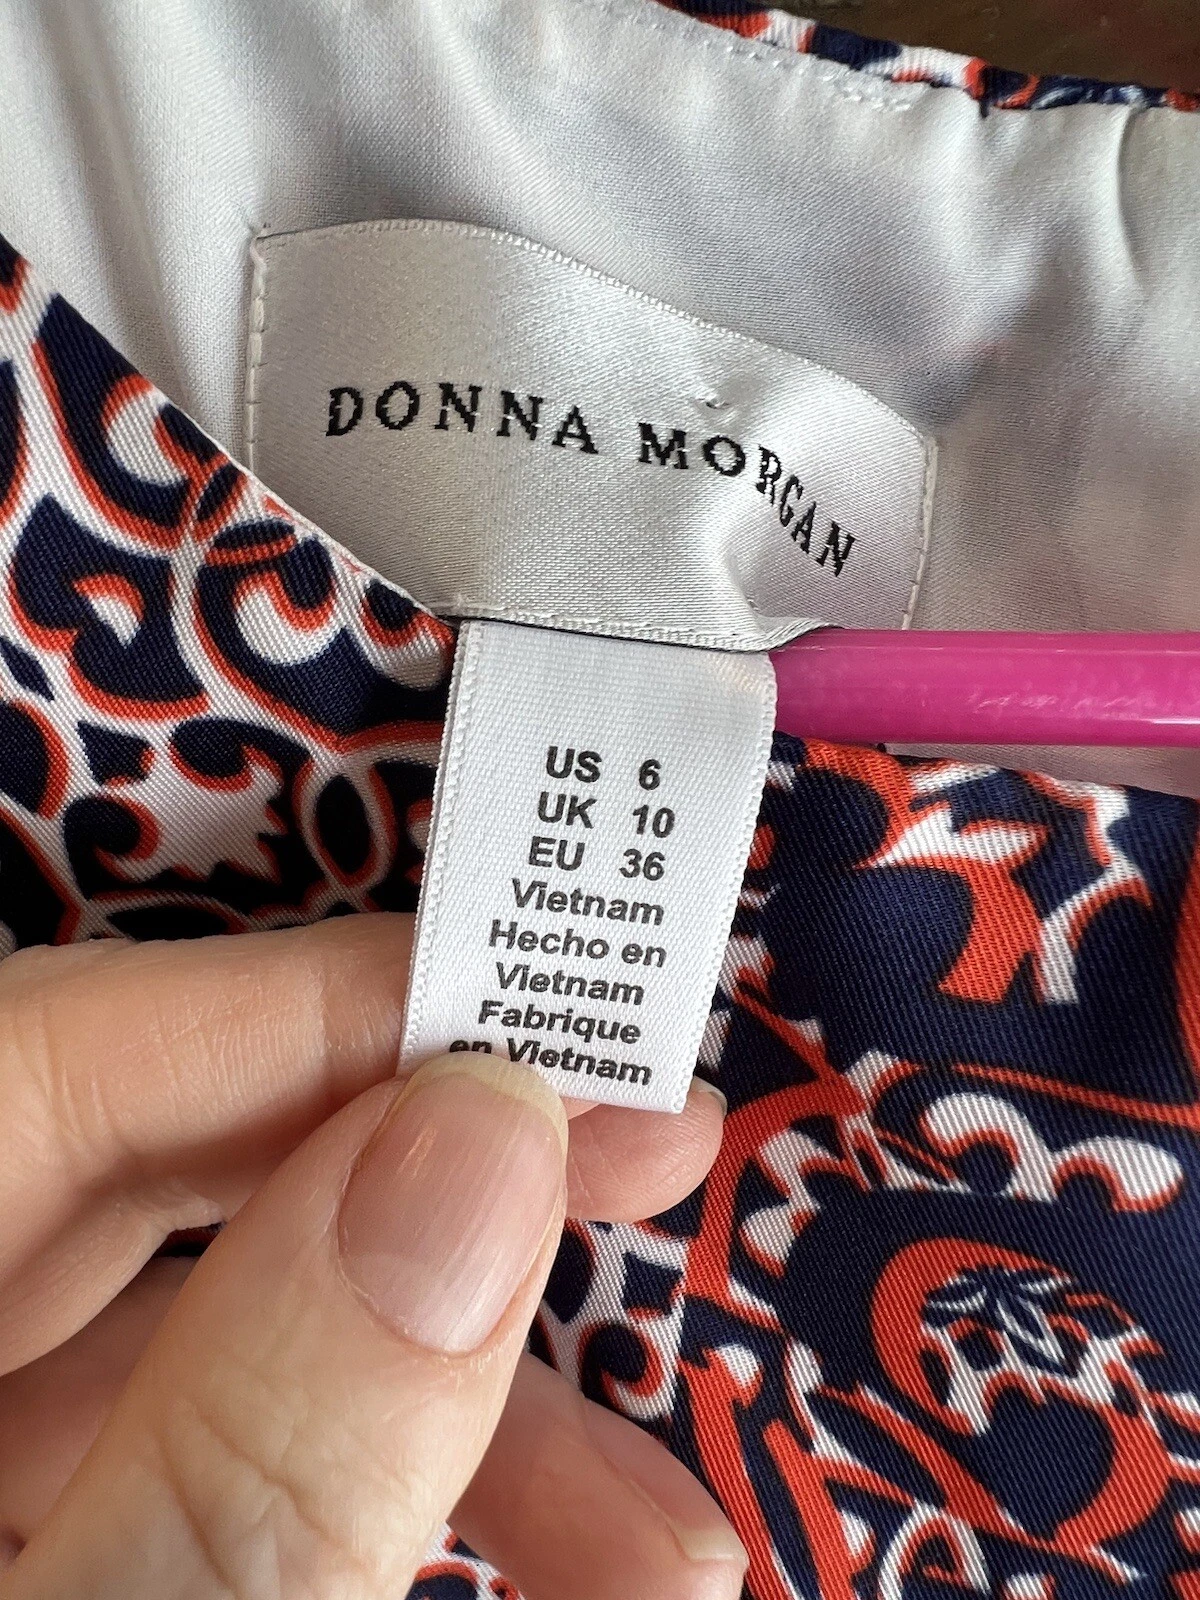 DONNA MORGAN
US 6
UK 10
EU 36
Vietnam
Hecho en
Vietnam
Fabrique
en Vietnam